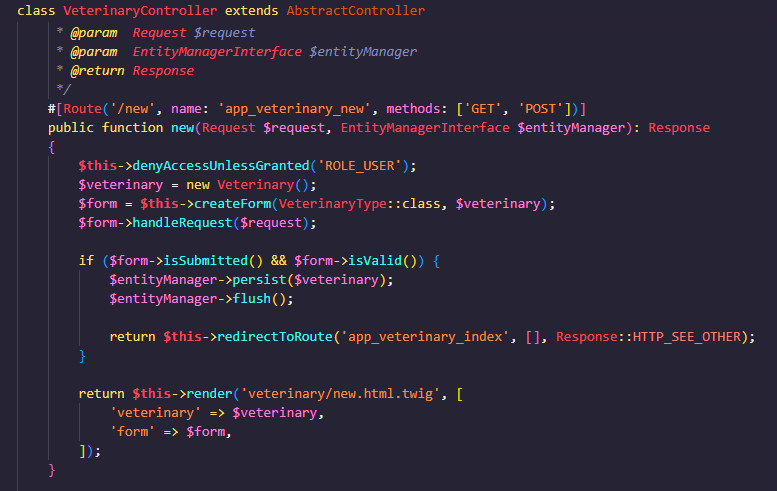 class VeterinaryController extends AbstractController
* @param Request $request
* @param EntityManagerInterface $entityManager
* @return Response
*/
#[Route('/new', name: 'app_veterinary_new', methods: ['GET', 'POST'])]
public function new(Request $request, EntityManagerInterface $entityManager): Response
{
$this->denyAccessUnlessGranted('ROLE_USER');
$veterinary = new Veterinary();
$form = $this->createForm(VeterinaryType::class, $veterinary);
$form->handleRequest($request);
if ($form->isSubmitted() && $form->isValid()) {
$entityManager->persist($veterinary);
$entityManager->flush();
return $this->redirectToRoute('app_veterinary_index', [], Response::HTTP_SEE_OTHER);
}
return $this->render('veterinary/new.html.twig', [
'veterinary' => $veterinary,
'form' => $form,
]);
}